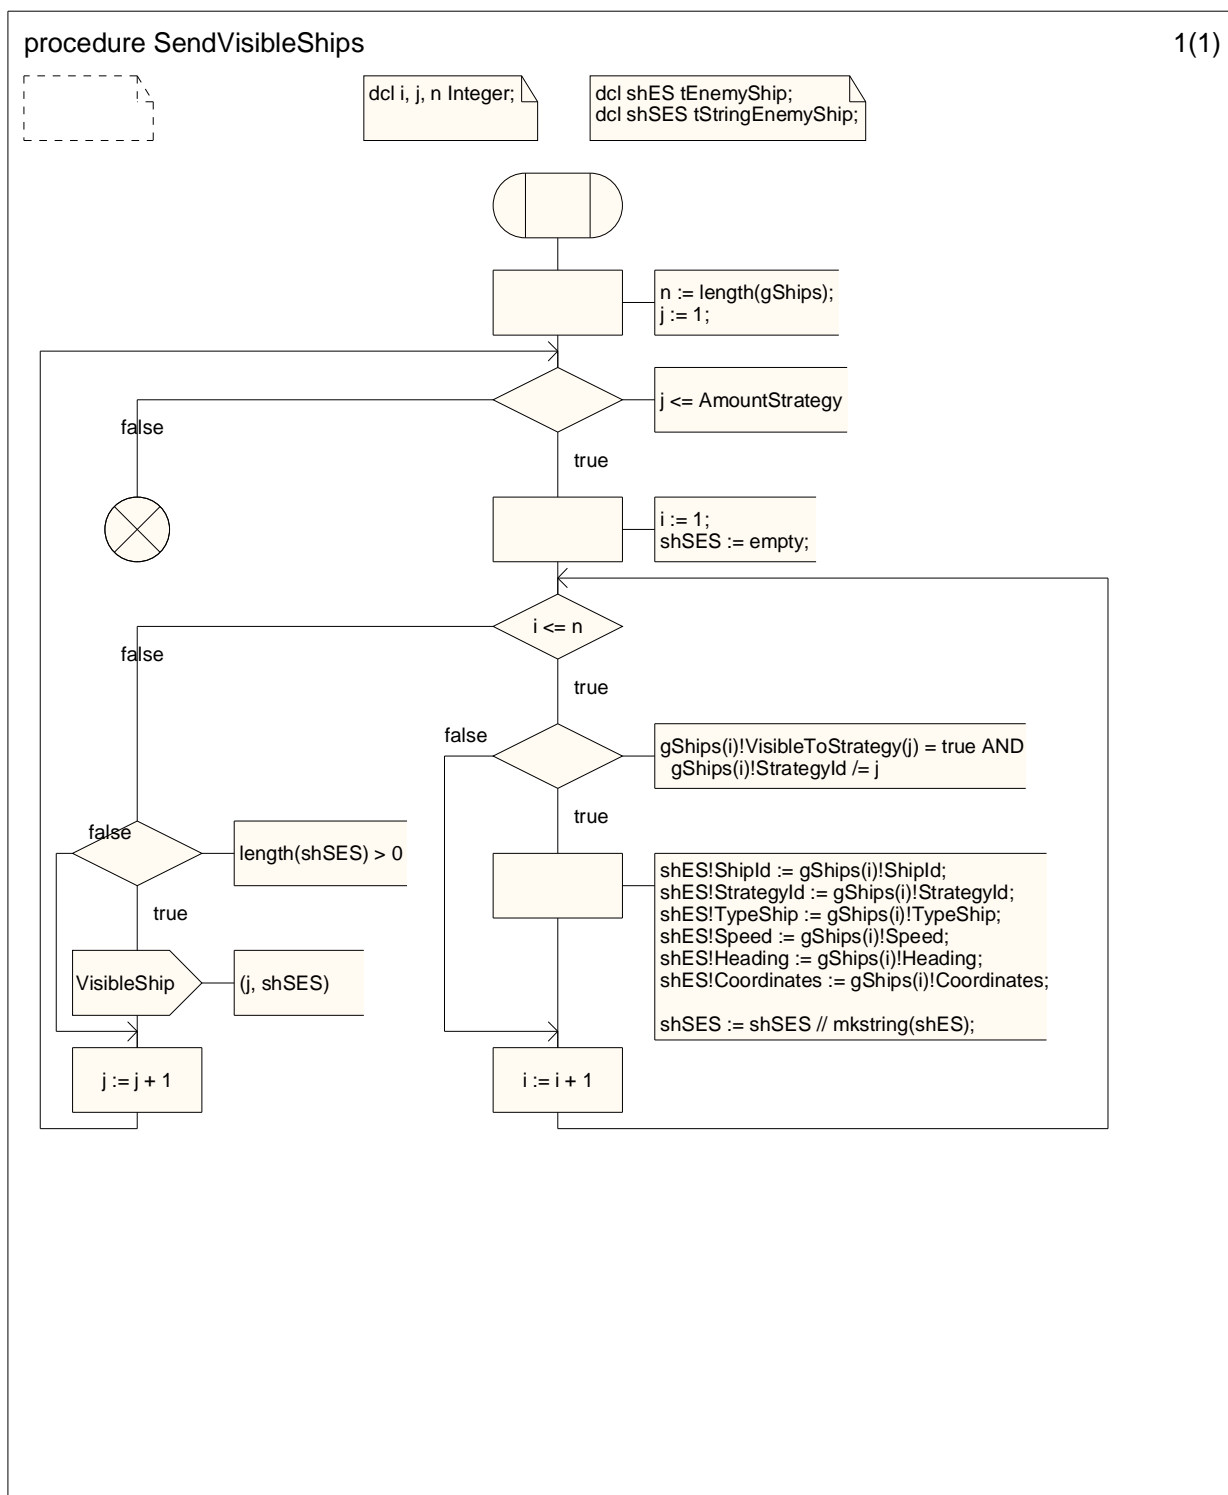 procedure SendVisibleShips
1(1)
dcl i, j, n Integer;
dcl shES tEnemyShip;
dcl shSES tStringEnemyShip;
n := length(gShips);
j := 1;
j <= AmountStrategy
false
true
i := 1;
shSES := empty;
i <= n
false
true
false
gShips(i)!VisibleToStrategy(j) = true AND
gShips(i)!StrategyId /= j
true
false
length(shSES) > 0
shES!ShipId := gShips(i)!ShipId;
shES!StrategyId := gShips(i)!StrategyId;
shES!TypeShip := gShips(i)!TypeShip;
shES!Speed := gShips(i)!Speed;
shES!Heading := gShips(i)!Heading;
shES!Coordinates := gShips(i)!Coordinates;
shSES := shSES // mkstring(shES);
true
VisibleShip
(j, shSES)
j := j + 1
i := i + 1